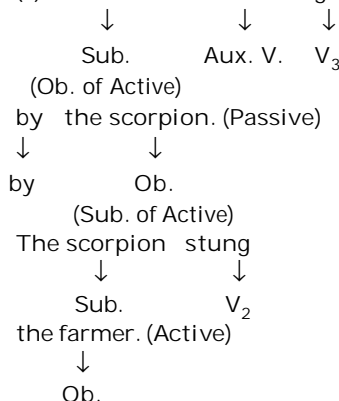 ↓ ↓ ↓
Sub. Aux. V. V₃
(Ob. of Active)
by the scorpion. (Passive)
↓ ↓
by Ob.
(Sub. of Active)
The scorpion stung
↓ ↓
Sub. V₂
the farmer. (Active)
↓
Ob.